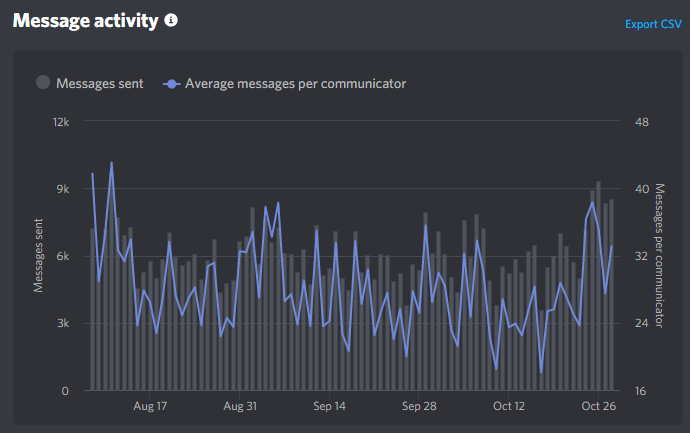 Message activity
Export CSV
Messages sent
Average messages per communicator
12k
48
9k
40
6k
32
3k
24
0
16
Messages sent
Messages per communicator
Aug 17
Aug 31
Sep 14
Sep 28
Oct 12
Oct 26